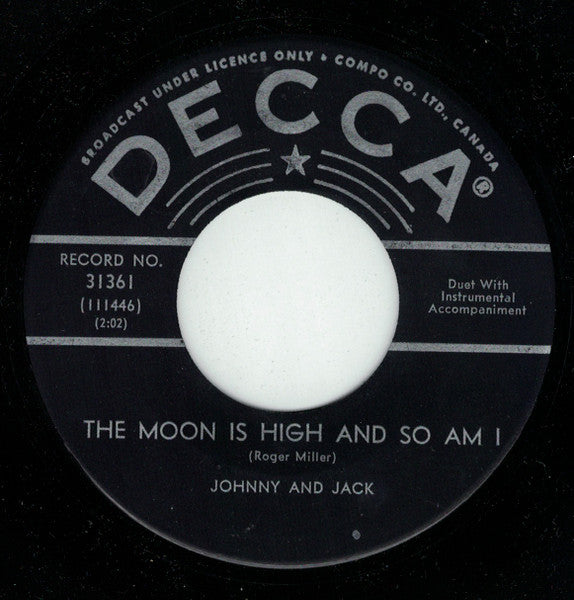 BROADCAST UNDER LICENCE ONLY • COMPO CO. LTD., CANADA
DECCA®
RECORD NO.
31361
(111446)
(2:02)
Duet With
Instrumental
Accompaniment
THE MOON IS HIGH AND SO AM I
(Roger Miller)
JOHNNY AND JACK